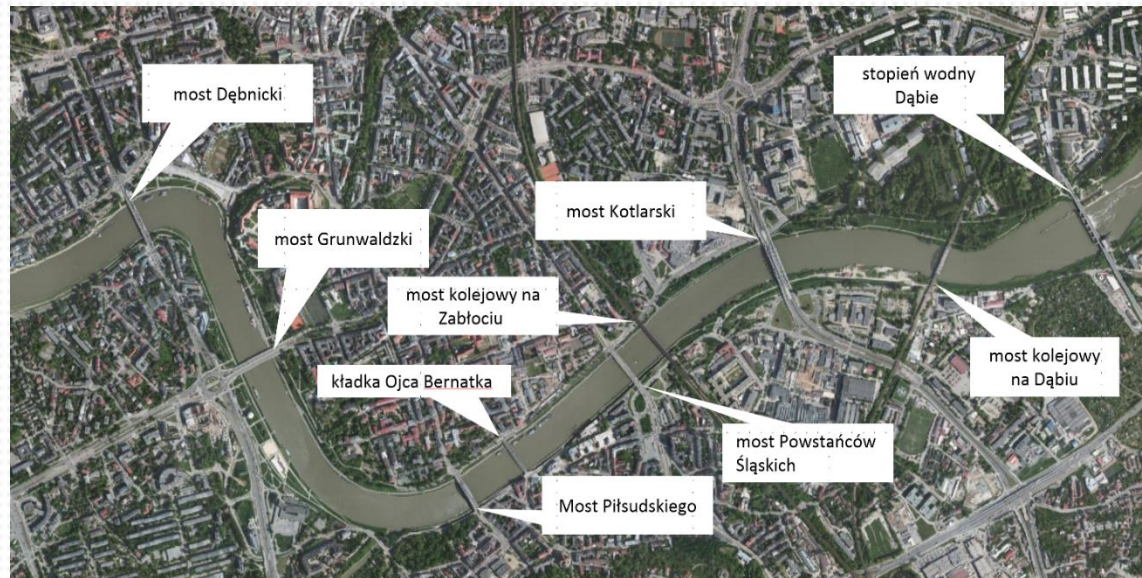 most Dębnicki
stopień wodny
Dąbie
most Kotlarski
most Grunwaldzki
most kolejowy na
Zabłociu
kładka Ojca Bernatka
most kolejowy
na Dąbiu
most Powstańców
Śląskich
Most Piłsudskiego